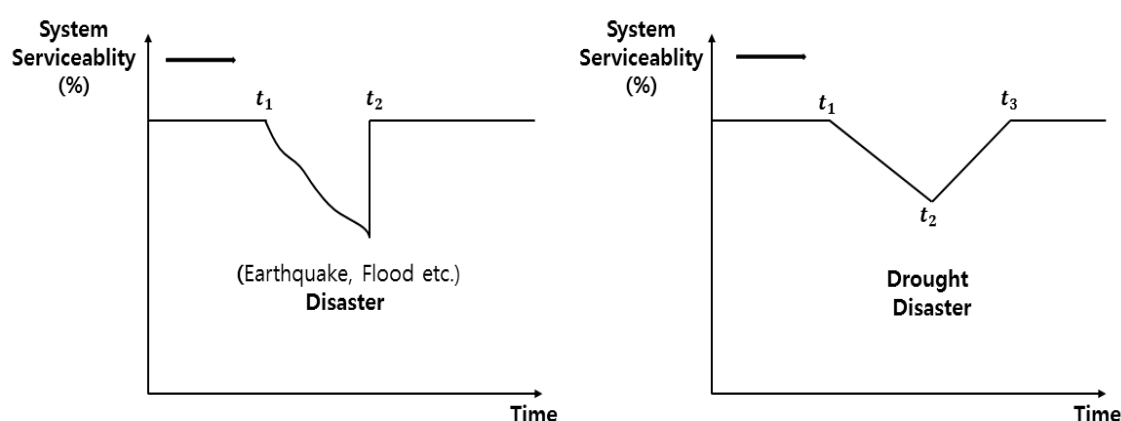 System
Serviceablity
(%)
t₁
t₂
(Earthquake, Flood etc.)
Disaster
Time
System
Serviceablity
(%)
t₁
t₃
t₂
Drought
Disaster
Time